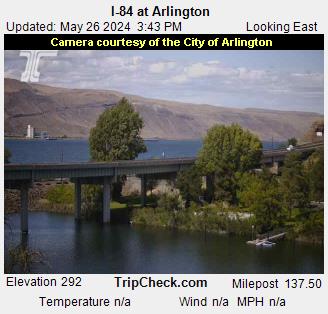 I-84 at Arlington
Updated: May 26 2024 3:43 PM Looking East
Camera courtesy of the City of Arlington
Elevation 292 TripCheck.com Milepost 137.50
Temperature n/a Wind n/a MPH n/a